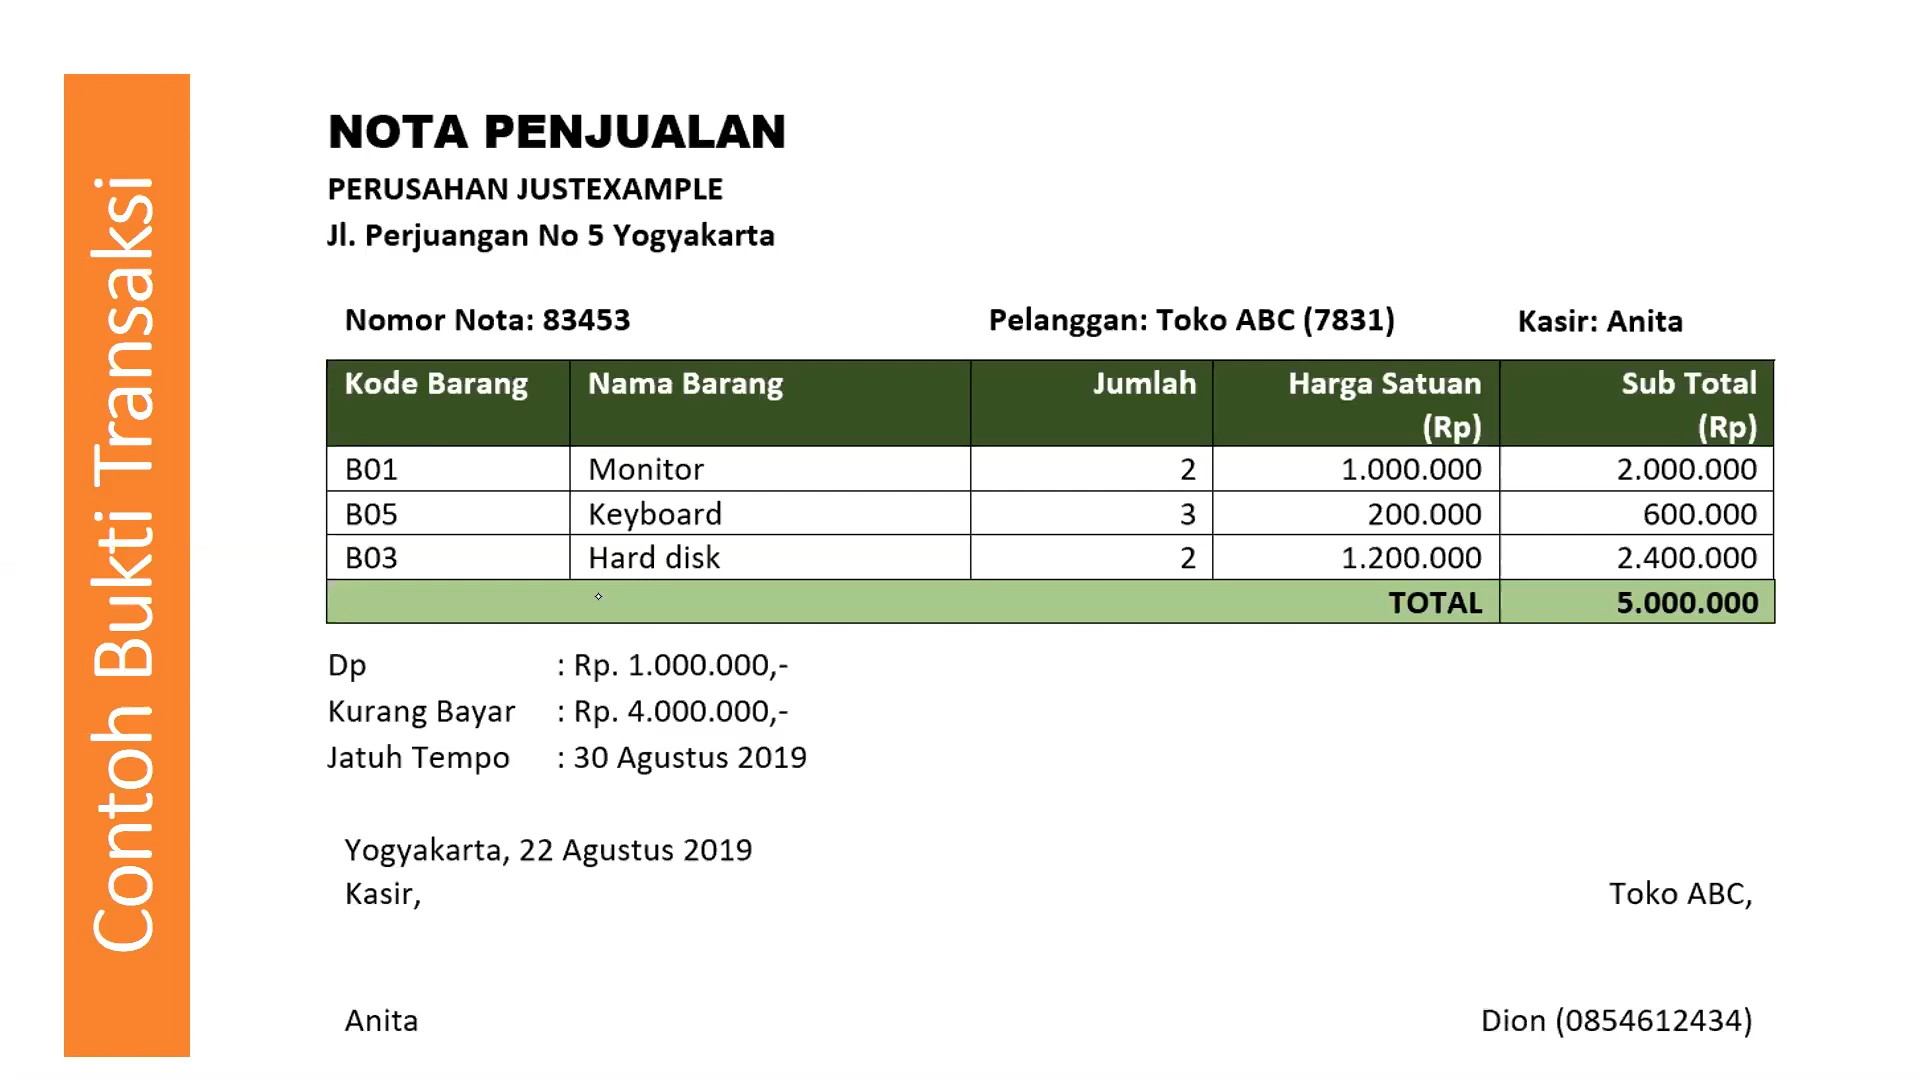 Contoh Bukti Transaksi
NOTA PENJUALAN
PERUSAHAN JUSTEXAMPLE
Jl. Perjuangan No 5 Yogyakarta
Nomor Nota: 83453 Pelanggan: Toko ABC (7831) Kasir: Anita
Kode Barang Nama Barang Jumlah Harga Satuan (Rp) Sub Total (Rp)
B01 Monitor 2 1.000.000 2.000.000
B05 Keyboard 3 200.000 600.000
B03 Hard disk 2 1.200.000 2.400.000
TOTAL 5.000.000
Dp : Rp. 1.000.000,-
Kurang Bayar : Rp. 4.000.000,-
Jatuh Tempo : 30 Agustus 2019
Yogyakarta, 22 Agustus 2019
Kasir, Toko ABC,
Anita Dion (0854612434)